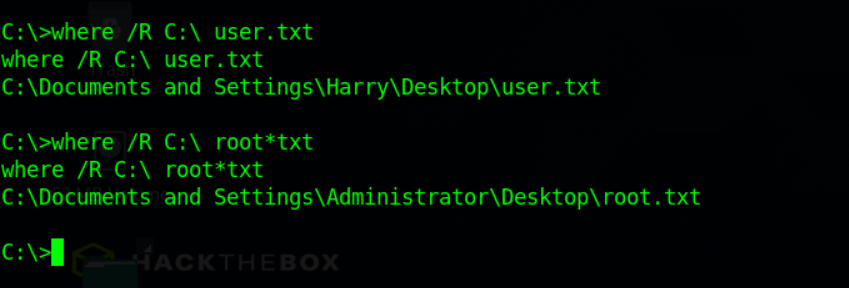 C:\>where /R C:\ user.txt
where /R C:\ user.txt
C:\Documents and Settings\Harry\Desktop\user.txt
C:\>where /R C:\ root*txt
where /R C:\ root*txt
C:\Documents and Settings\Administrator\Desktop\root.txt
C:\>
HACKTHEBOX